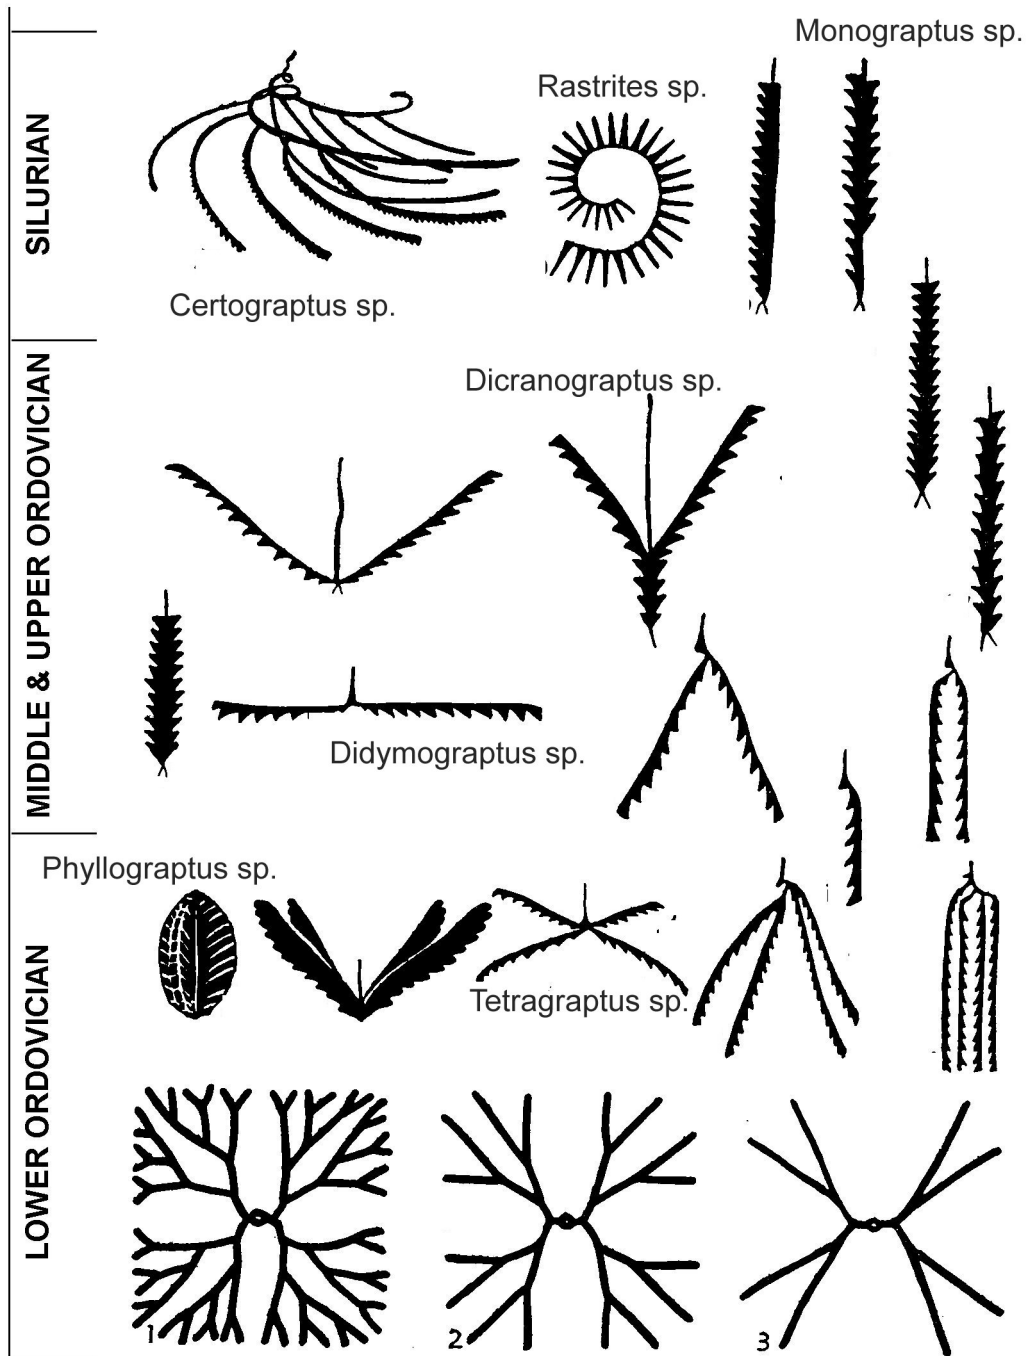 Monograptus sp.
Rastrites sp.
SILURIAN
Certograptus sp.
Dicranograptus sp.
MIDDLE & UPPER ORDOVICIAN
Didymograptus sp.
Phyllograptus sp.
Tetragraptus sp.
LOWER ORDOVICIAN
1
2
3